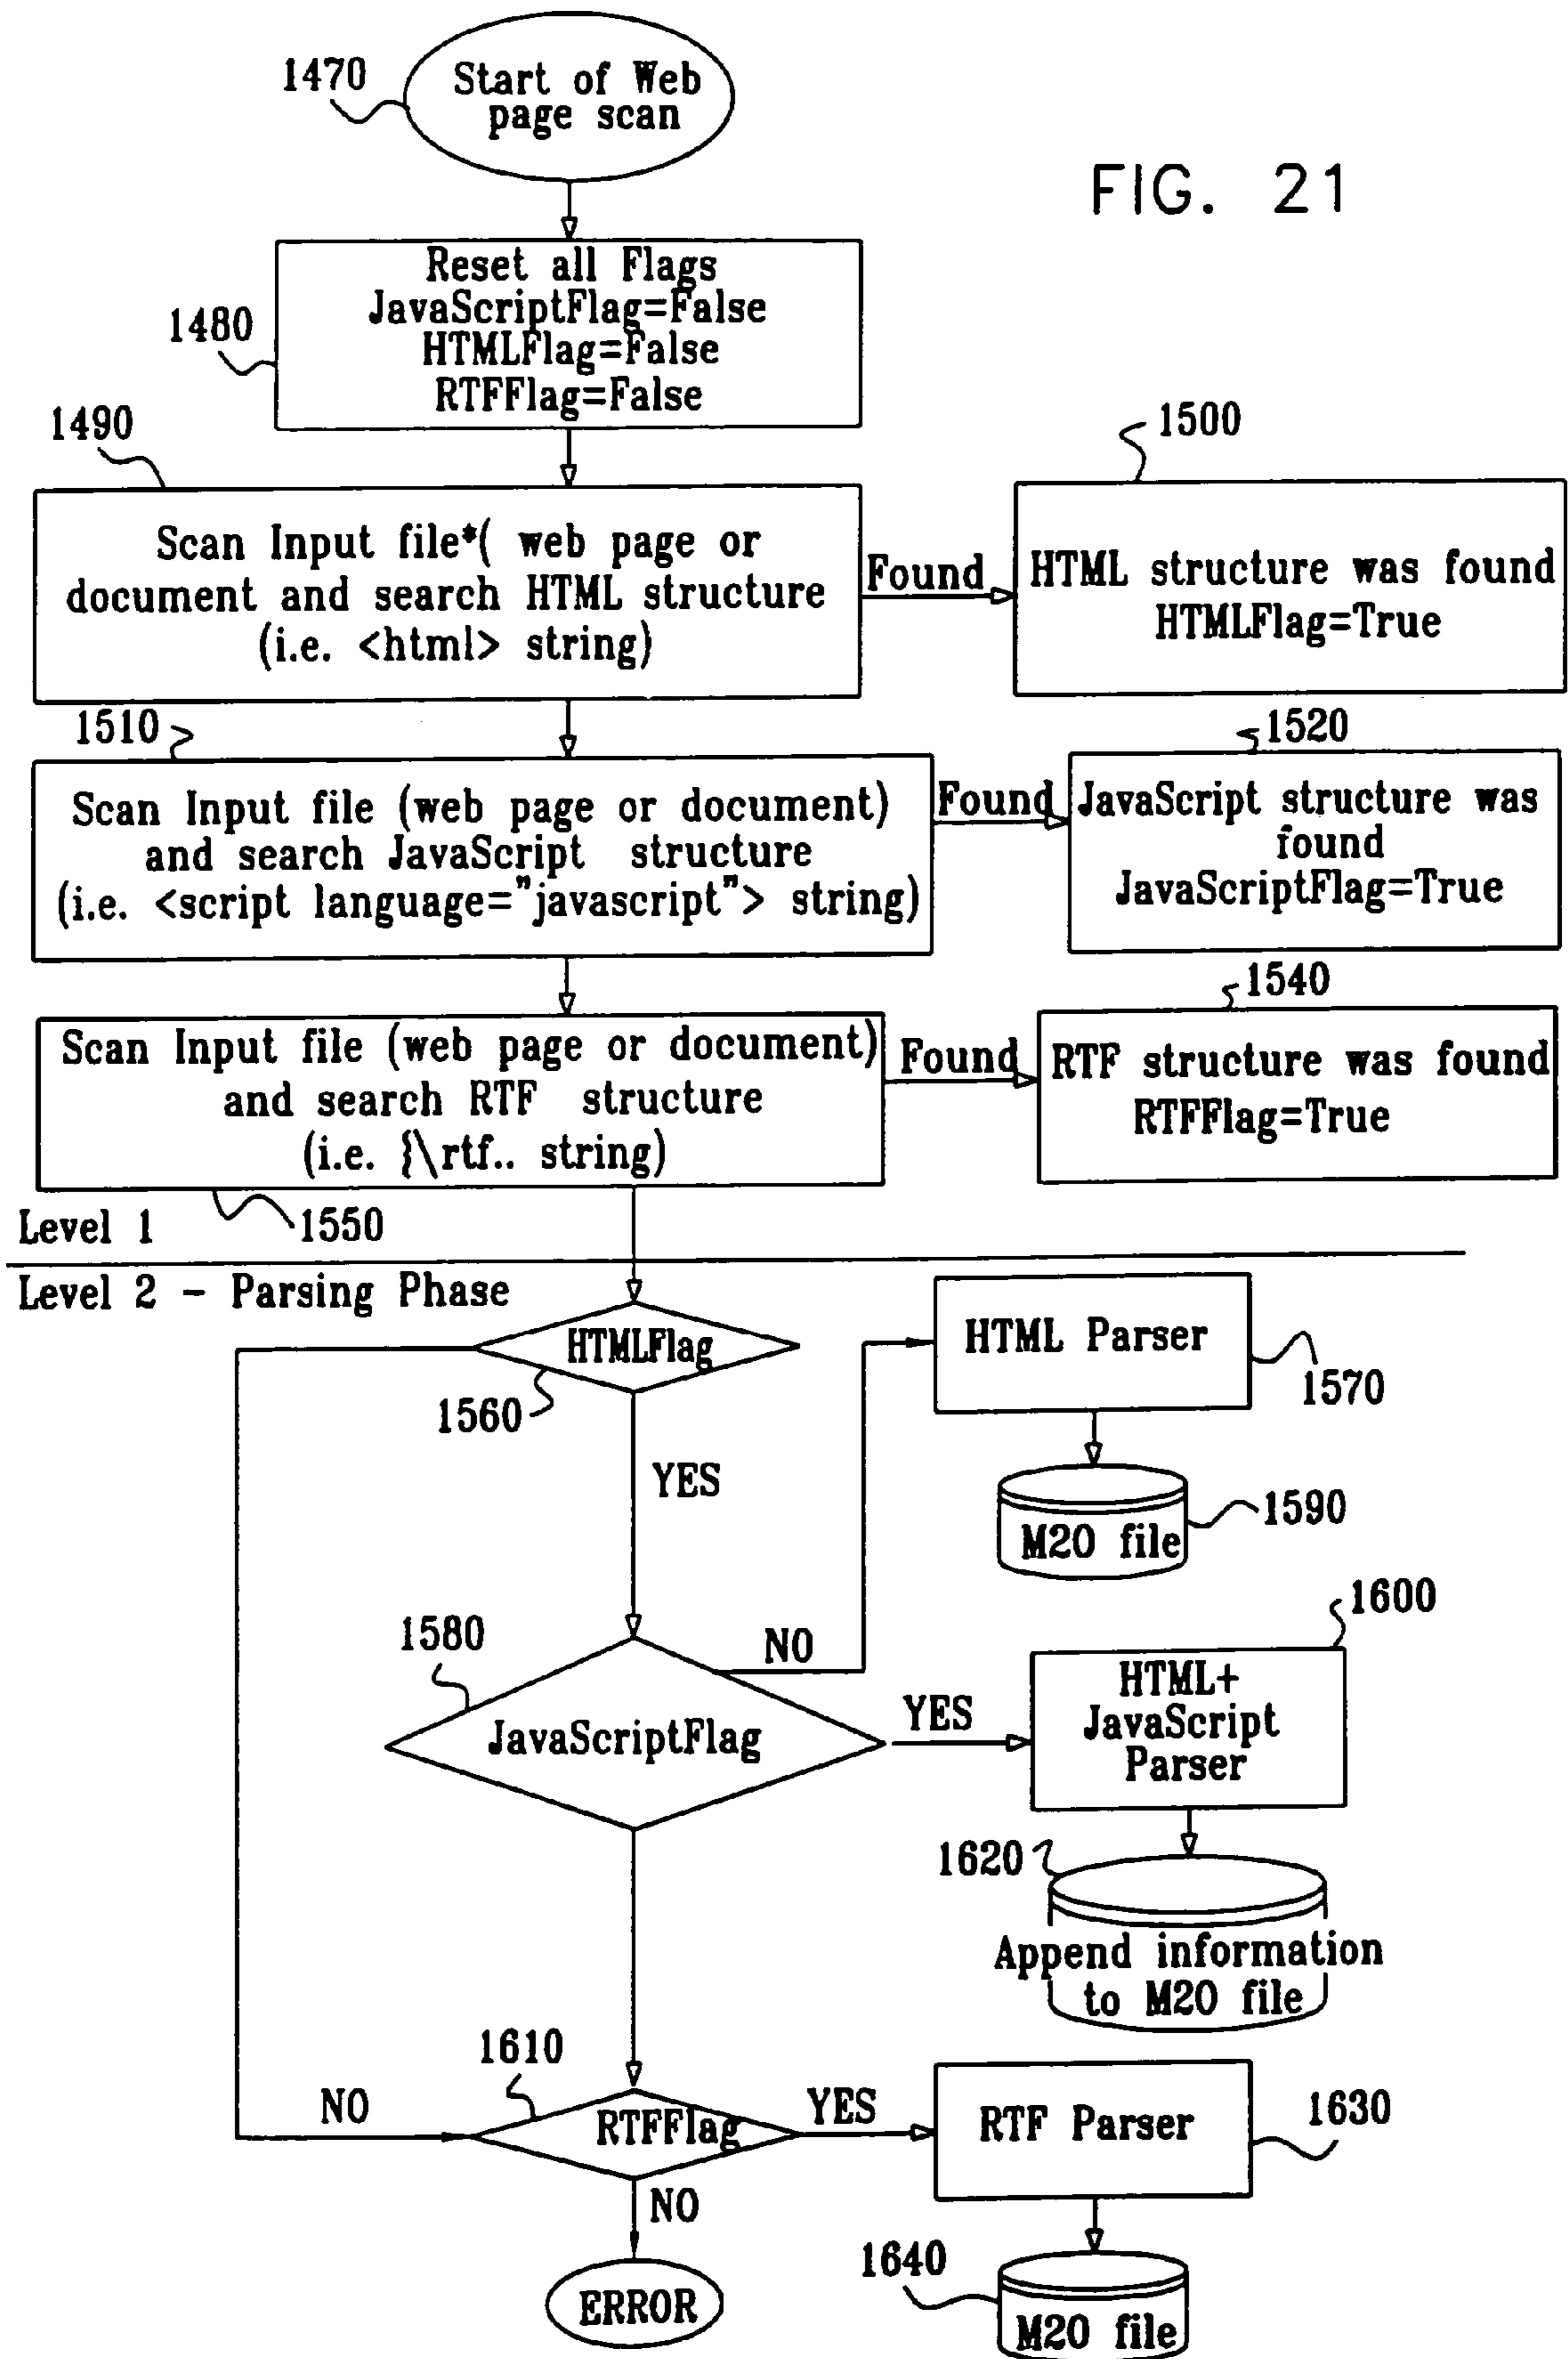 1470
Start of Web
page scan
FIG. 21
1480
Reset all Flags
JavaScriptFlag=False
HTMLFlag=False
RTFFlag=False
1490
Scan Input file*( web page or
document and search HTML structure
(i.e. <html> string)
Found
1500
HTML structure was found
HTMLFlag=True
1510
Scan Input file (web page or document)
and search JavaScript structure
(i.e. <script language="javascript"> string)
Found
1520
JavaScript structure was
found
JavaScriptFlag=True
Scan Input file (web page or document)
and search RTF structure
(i.e. }\rtf.. string)
Found
1540
RTF structure was found
RTFFlag=True
1550
Level 1
Level 2 - Parsing Phase
HTMLFlag
1560
YES
HTML Parser
1570
M20 file
1590
1580
JavaScriptFlag
NO
YES
1600
HTML+
JavaScript
Parser
1620
Append information
to M20 file
1610
NO
RTFFlag
YES
RTF Parser
1630
NO
ERROR
1640
M20 file